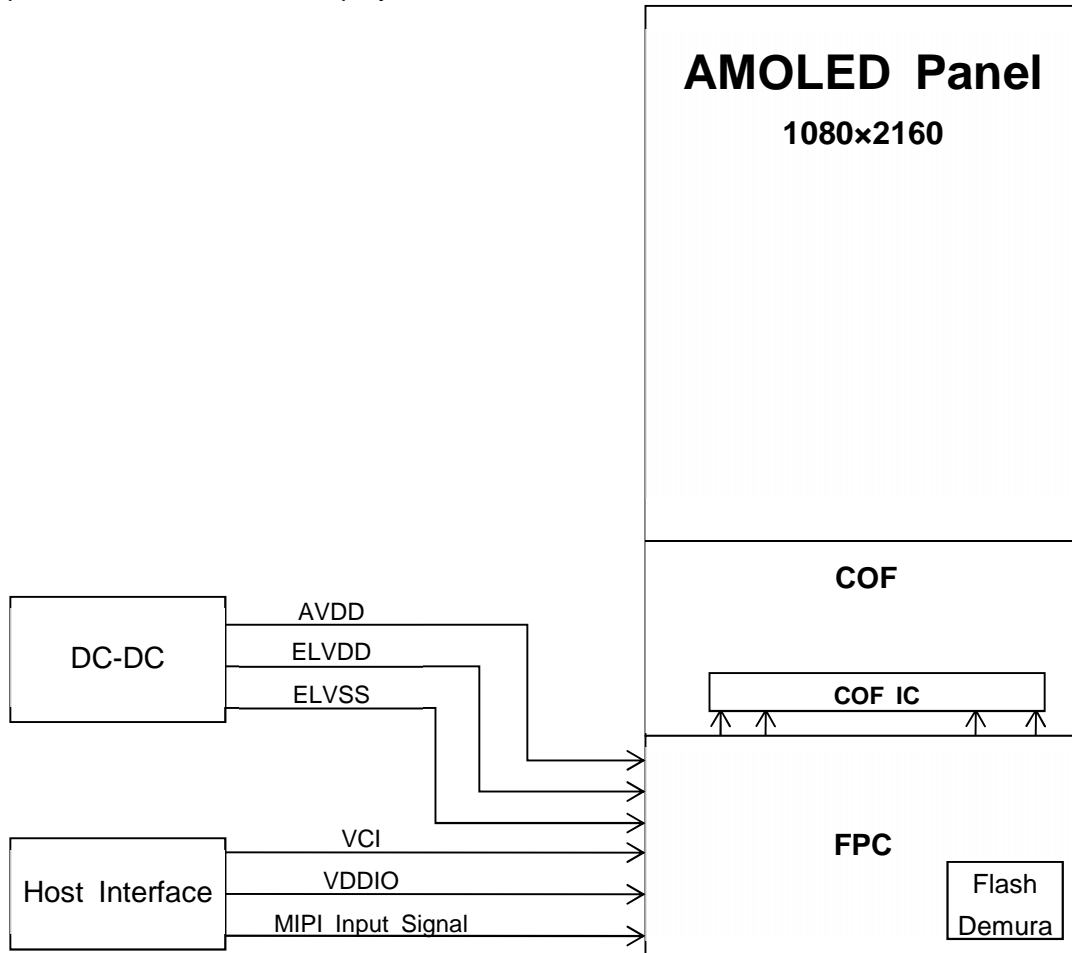 AMOLED Panel
1080×2160
COF
COF IC
DC-DC
AVDD
ELVDD
ELVSS
Host Interface
VCI
VDDIO
MIPI Input Signal
FPC
Flash
Demura